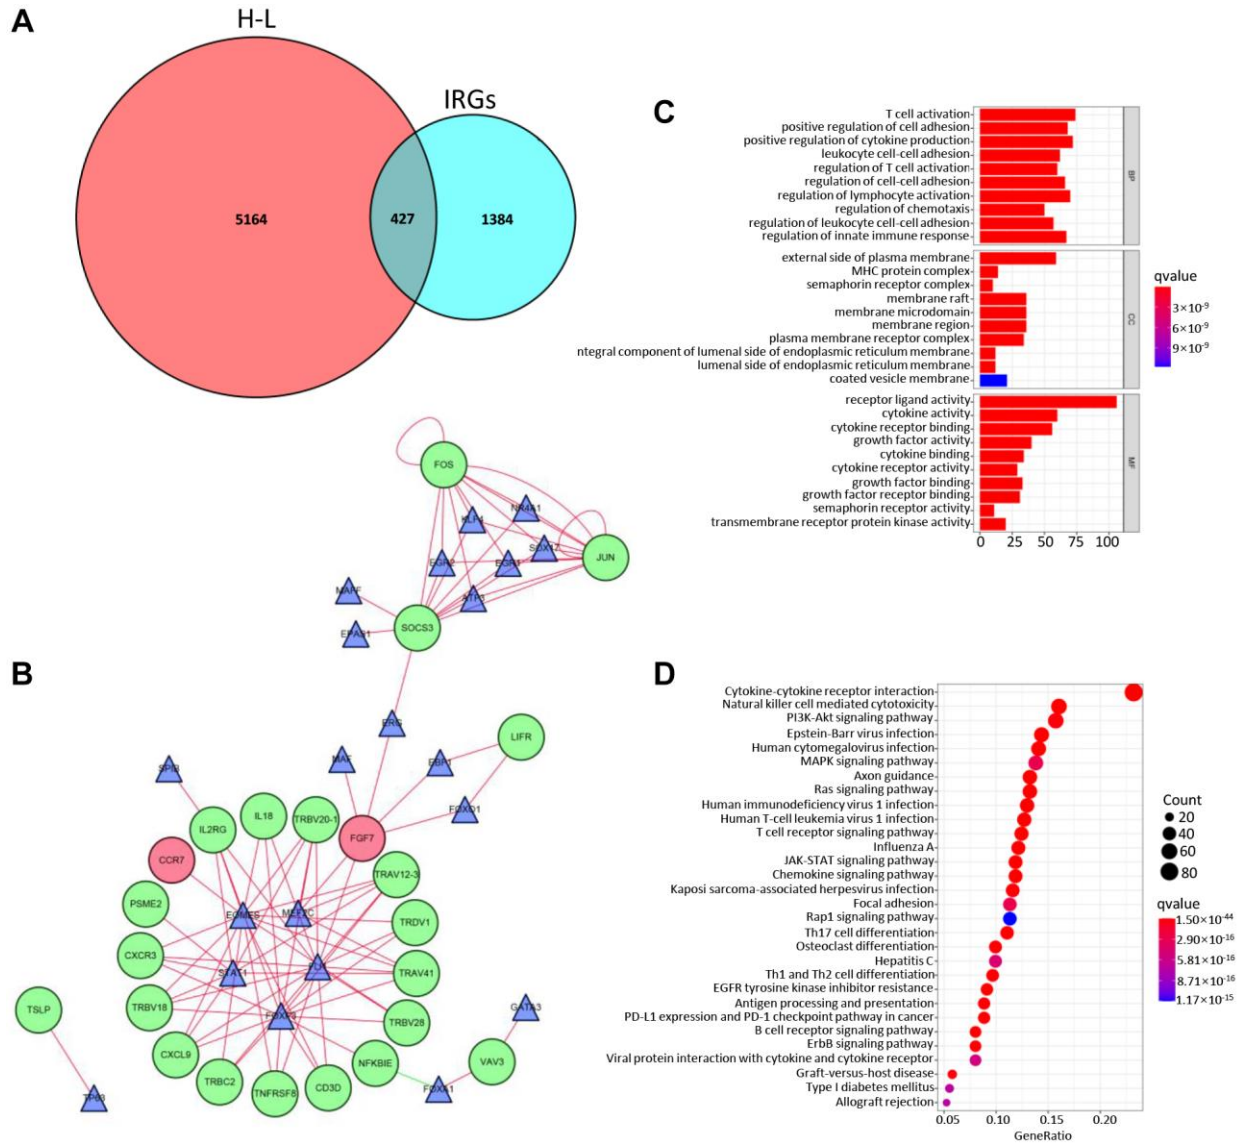 A
H-L
IRGs
5164
427
1384
C
T cell activation
positive regulation of cell adhesion
positive regulation of cytokine production
leukocyte cell-cell adhesion
regulation of T cell activation
regulation of cell-cell adhesion
regulation of lymphocyte activation
regulation of chemotaxis
regulation of leukocyte cell-cell adhesion
regulation of innate immune response
BP
external side of plasma membrane
MHC protein complex
semaphorin receptor complex
membrane raft
membrane microdomain
membrane region
plasma membrane receptor complex
ntegral component of lumenal side of endoplasmic reticulum membrane
lumenal side of endoplasmic reticulum membrane
coated vesicle membrane
CC
receptor ligand activity
cytokine activity
cytokine receptor binding
growth factor activity
cytokine binding
cytokine receptor activity
growth factor binding
growth factor receptor binding
semaphorin receptor activity
transmembrane receptor protein kinase activity
MF
0 25 50 75 100
qvalue
3×10⁻⁹
6×10⁻⁹
9×10⁻⁹
B
FOS
KLF4
NR4A1
SOX17
JUN
EGR2
MAFF
ATF3
EPAS1
SOCS3
ERG
LIFR
MAF
EBF1
SPIB
FOXO1
IL2RG
IL18
TRBV20-1
FGF7
CCR7
TRAV12-3
PSME2
EOMES
MEF2C
TRDV1
CXCR3
STAT1
TRAV41
TRBV18
FOXP3
TRBV28
TSLP
GATA3
CXCL9
NFKBIE
VAV3
TRBC2
TNFRSF8
CD3D
FOXA1
TP63
D
Cytokine-cytokine receptor interaction
Natural killer cell mediated cytotoxicity
PI3K-Akt signaling pathway
Epstein-Barr virus infection
Human cytomegalovirus infection
MAPK signaling pathway
Axon guidance
Ras signaling pathway
Human immunodeficiency virus 1 infection
Human T-cell leukemia virus 1 infection
T cell receptor signaling pathway
Influenza A
JAK-STAT signaling pathway
Chemokine signaling pathway
Kaposi sarcoma-associated herpesvirus infection
Focal adhesion
Rap1 signaling pathway
Th17 cell differentiation
Osteoclast differentiation
Hepatitis C
Th1 and Th2 cell differentiation
EGFR tyrosine kinase inhibitor resistance
Antigen processing and presentation
PD-L1 expression and PD-1 checkpoint pathway in cancer
B cell receptor signaling pathway
ErbB signaling pathway
Viral protein interaction with cytokine and cytokine receptor
Graft-versus-host disease
Type I diabetes mellitus
Allograft rejection
0.05 0.10 0.15 0.20
GeneRatio
Count
20
40
60
80
qvalue
1.50×10⁻⁴⁴
2.90×10⁻¹⁶
5.81×10⁻¹⁶
8.71×10⁻¹⁶
1.17×10⁻¹⁵